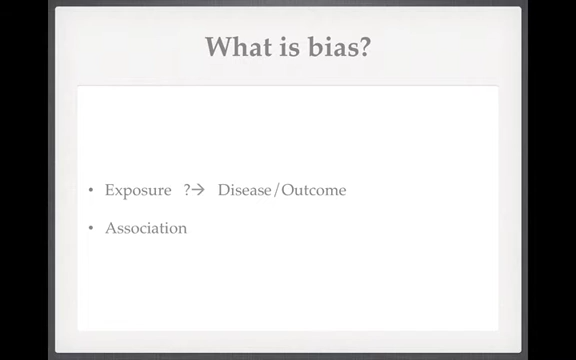 What is bias?
• Exposure ?→ Disease/Outcome
• Association